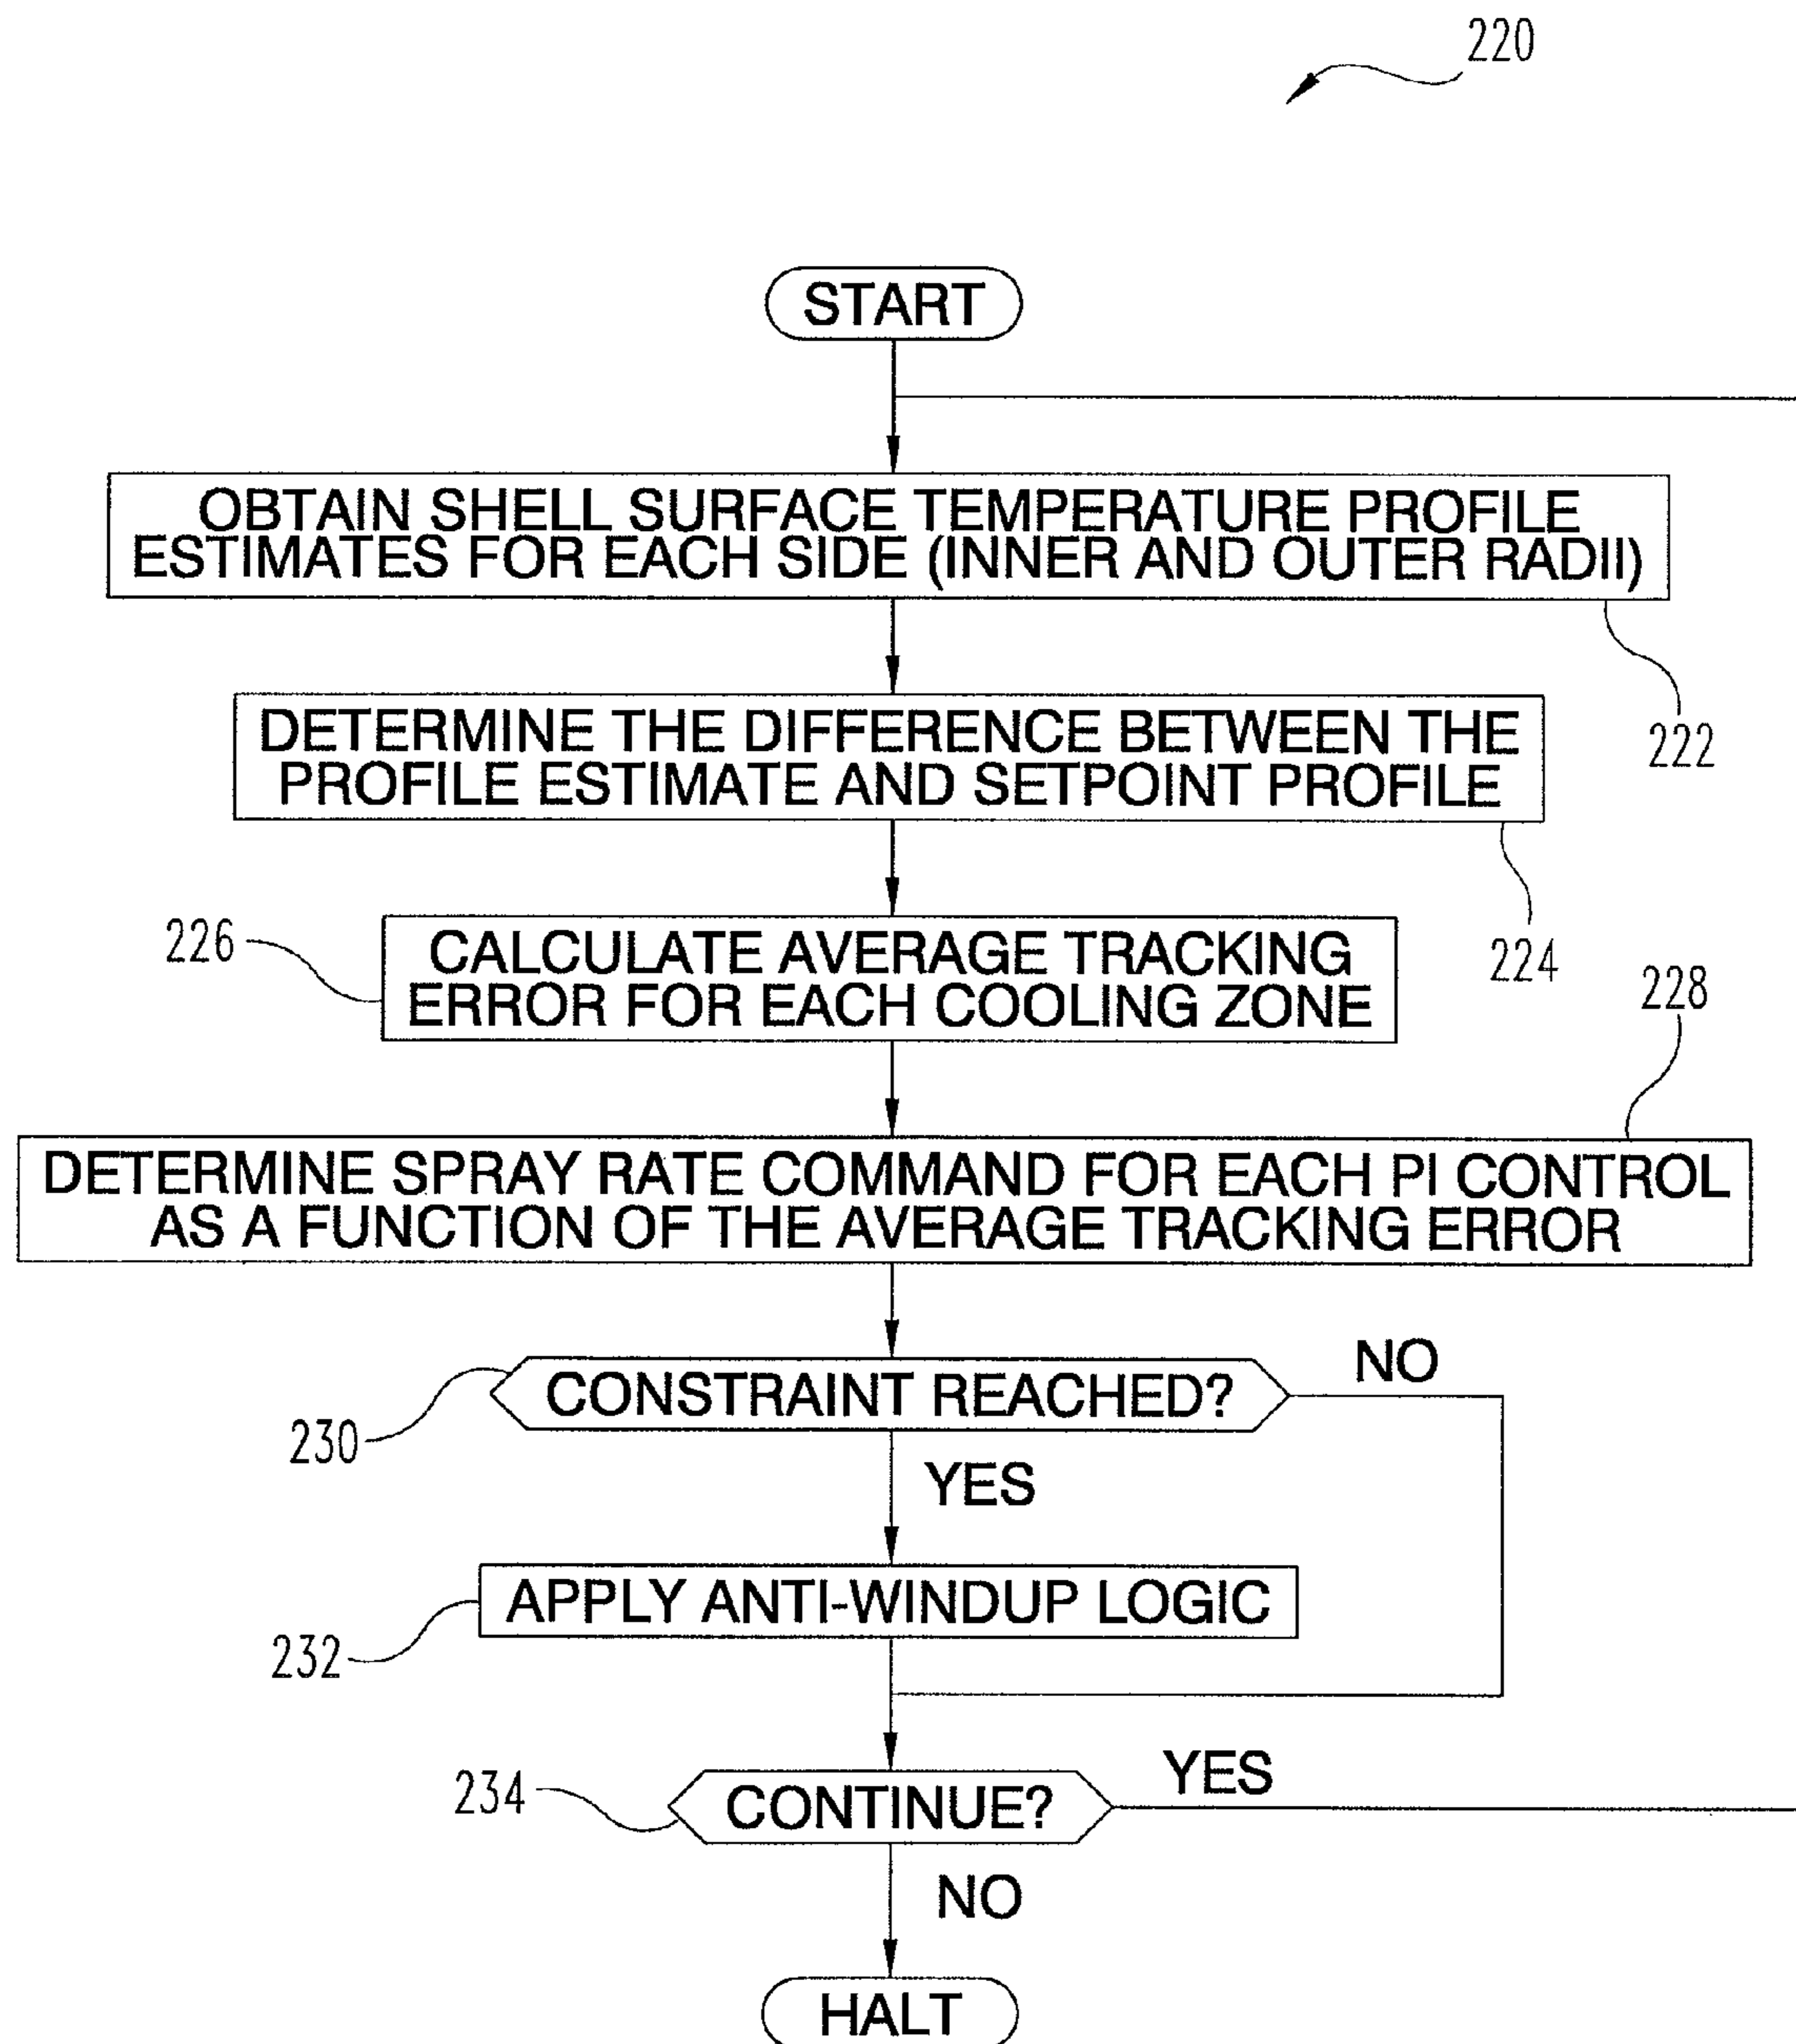 220
START
OBTAIN SHELL SURFACE TEMPERATURE PROFILE
ESTIMATES FOR EACH SIDE (INNER AND OUTER RADII)
222
DETERMINE THE DIFFERENCE BETWEEN THE
PROFILE ESTIMATE AND SETPOINT PROFILE
224
226
CALCULATE AVERAGE TRACKING
ERROR FOR EACH COOLING ZONE
228
DETERMINE SPRAY RATE COMMAND FOR EACH PI CONTROL
AS A FUNCTION OF THE AVERAGE TRACKING ERROR
230
CONSTRAINT REACHED?
NO
YES
232
APPLY ANTI-WINDUP LOGIC
234
CONTINUE?
YES
NO
HALT